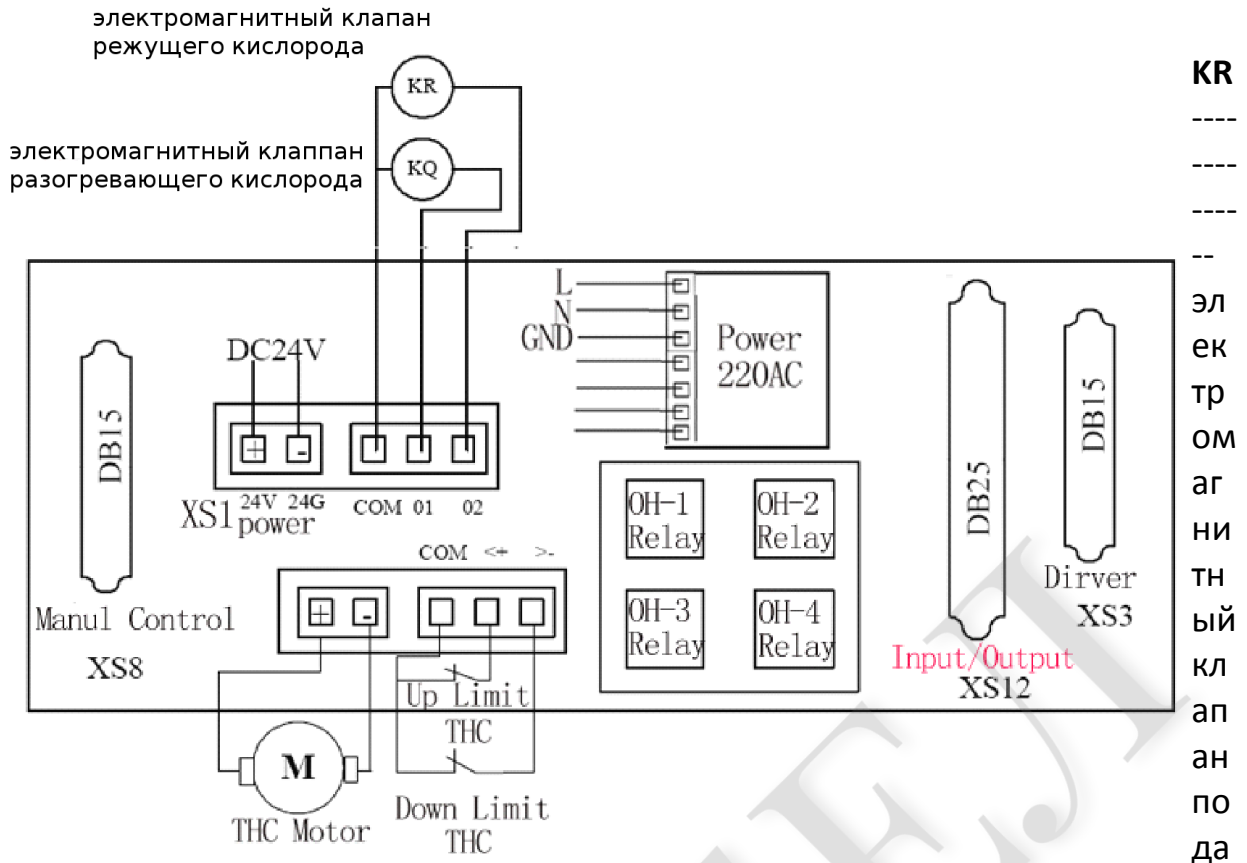 электромагнитный клапан
режущего кислорода
KR
электромагнитный клаппан
разогревающего кислорода
KQ
L
N
GND
Power
220AC
DC24V
DB15
+
-
XS1
24V 24G
power
COM 01 02
COM <+ >-
+
-
Manul Control
XS8
Up Limit
THC
Down Limit
THC
M
THC Motor
OH-1
Relay
OH-2
Relay
OH-3
Relay
OH-4
Relay
DB25
Input/Output
XS12
DB15
Dirver
XS3
KR
----
----
----
--
эл
ек
тр
ом
аг
ни
тн
ый
кл
ап
ан
по
да